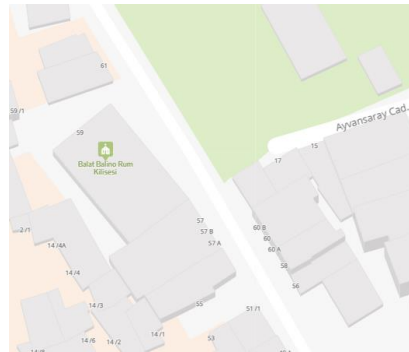 61
59 /1
59
Balat Balino Rum
Kilisesi
Ayvansaray Cad.
15
17
57
57 B
57 A
60 B
60
60 A
58
56
2 /1
14 /4A
14 /4
14 /3
55
51 /1
14 /1
14 /2
14 /6
53